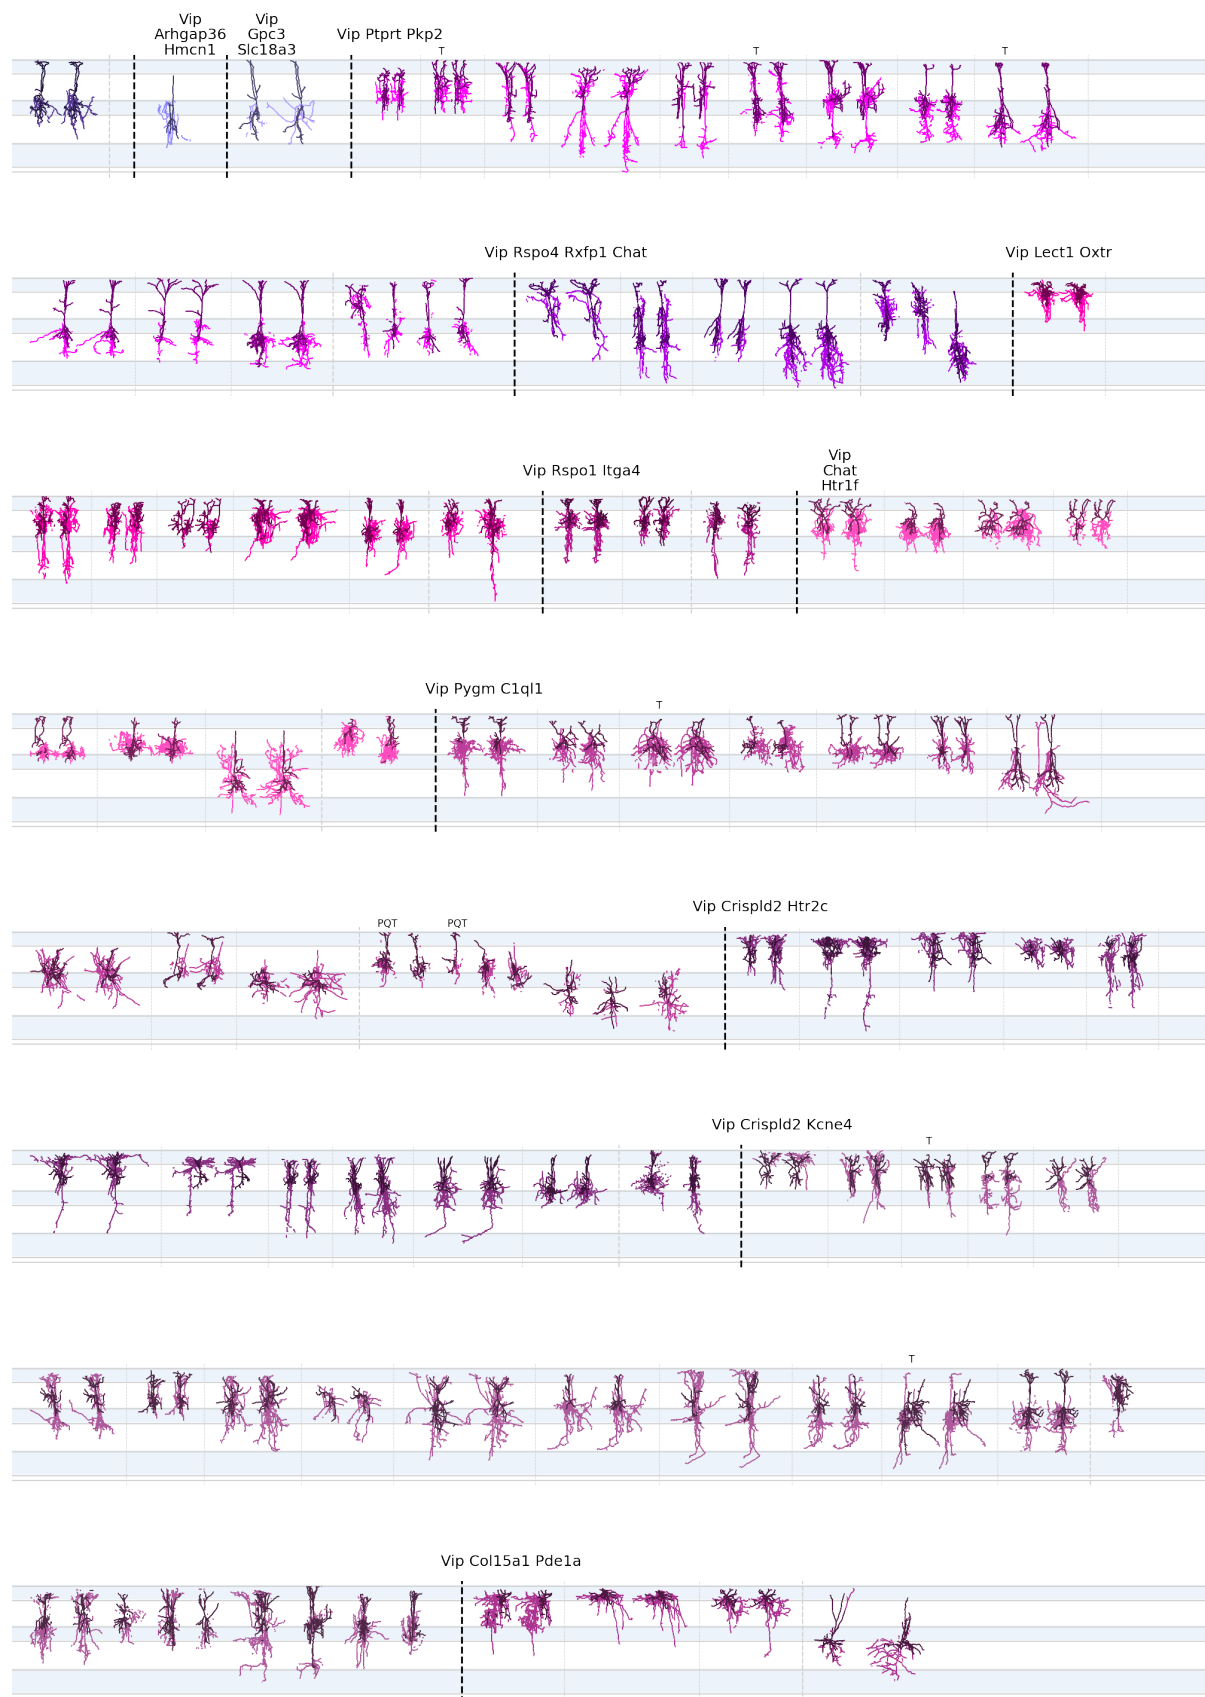 Vip
Arhgap36
Hmcn1
Vip
Gpc3
Slc18a3
Vip Ptprt Pkp2
T
T
T
Vip Rspo4 Rxfp1 Chat
Vip Lect1 Oxtr
Vip Rspo1 Itga4
Vip
Chat
Htr1f
Vip Pygm C1ql1
T
Vip Crispld2 Htr2c
PQT
PQT
Vip Crispld2 Kcne4
T
T
Vip Col15a1 Pde1a